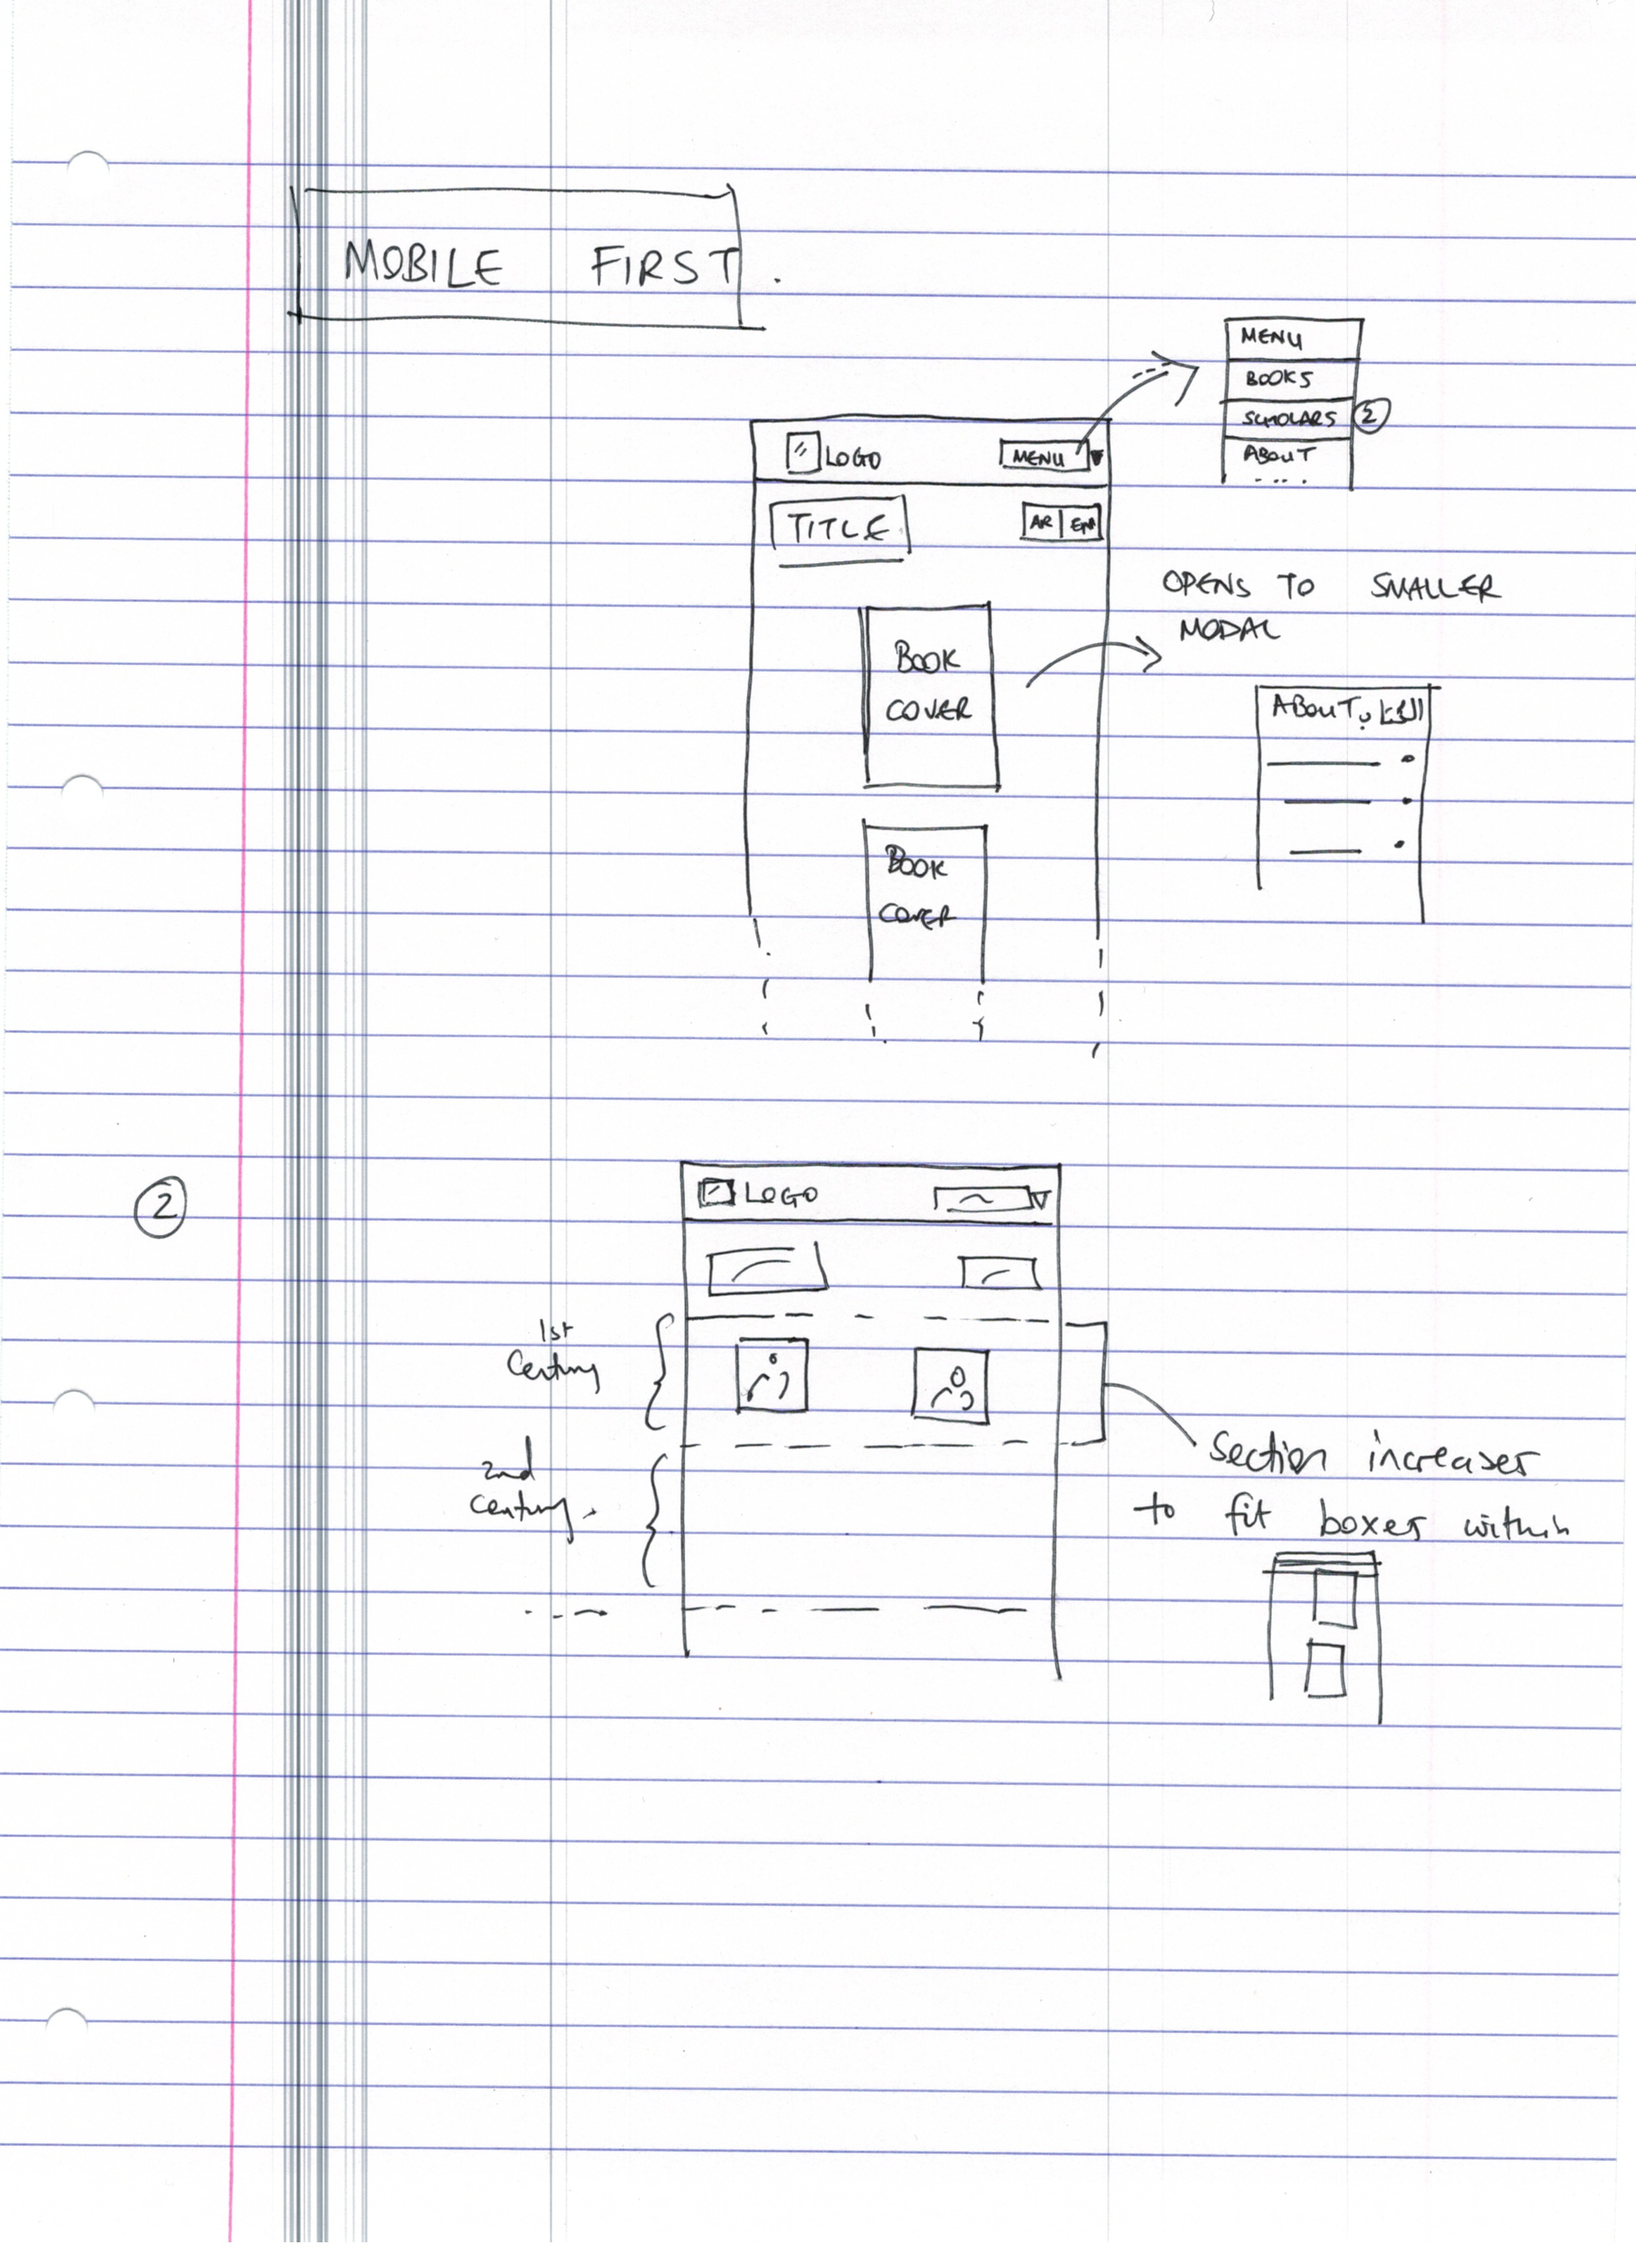 MOBILE FIRST.
MENU
BOOKS
SCHOLARS ②
ABOUT
....
LOGO MENU
TITLE AR EN
OPENS TO SMALLER
MODAL
BOOK
COVER
ABOUT الكتاب
BOOK
COVER
②
LOGO
1st
Century
2nd
century.
Section increaser
to fit boxes within